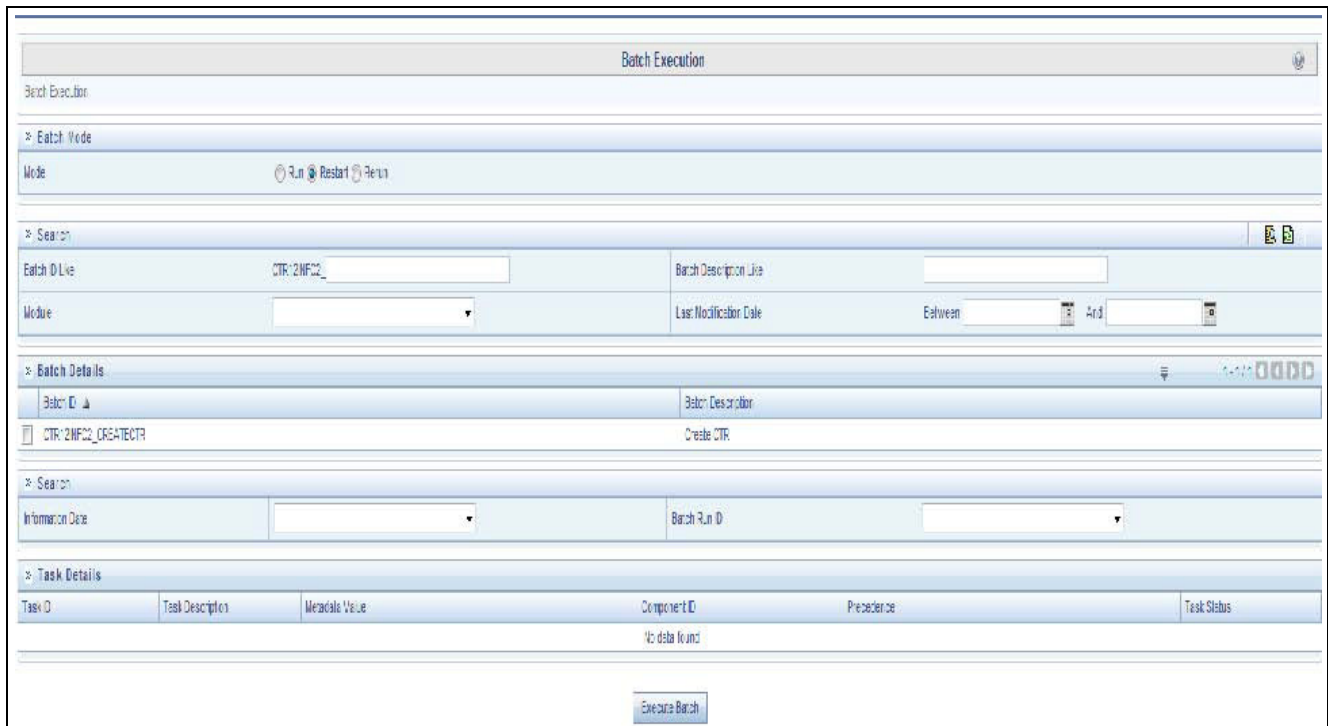 Batch Execution
Batch Execution
» Batch Mode
Mode Run Restart Rerun
» Search
Batch ID Like CTR12INFC2_ Batch Description Like
Module Last Modification Date Between And
» Batch Details
Batch ID Batch Description
_CREATECTR Create CTR
» Search
Information Date Batch Run ID
» Task Details
Task ID Task Description Metadata Value Component ID Precedence Task Status
No data found
Execute Batch